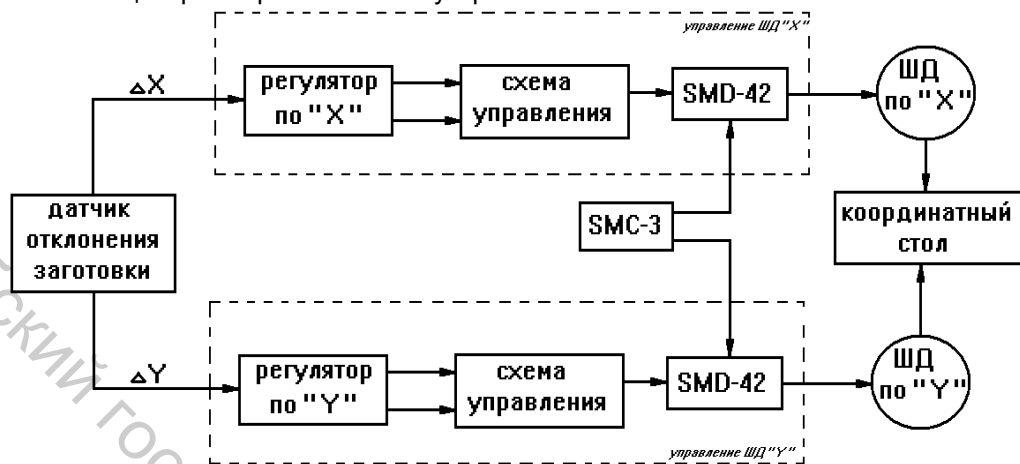 управление ШД "X"
ΔX
регулятор
по "X"
схема
управления
SMD-42
ШД
по "X"
датчик
отклонения
заготовки
SMC-3
координатный
стол
ΔY
регулятор
по "Y"
схема
управления
SMD-42
ШД
по "Y"
управление ШД "Y"